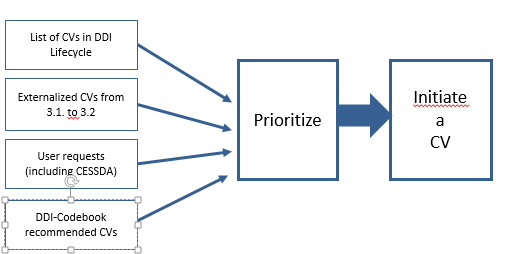 List of CVs in DDI
Lifecycle
Externalized CVs from
3.1. to 3.2
User requests
(including CESSDA)
DDI-Codebook
recommended CVs
Prioritize
Initiate
a
CV